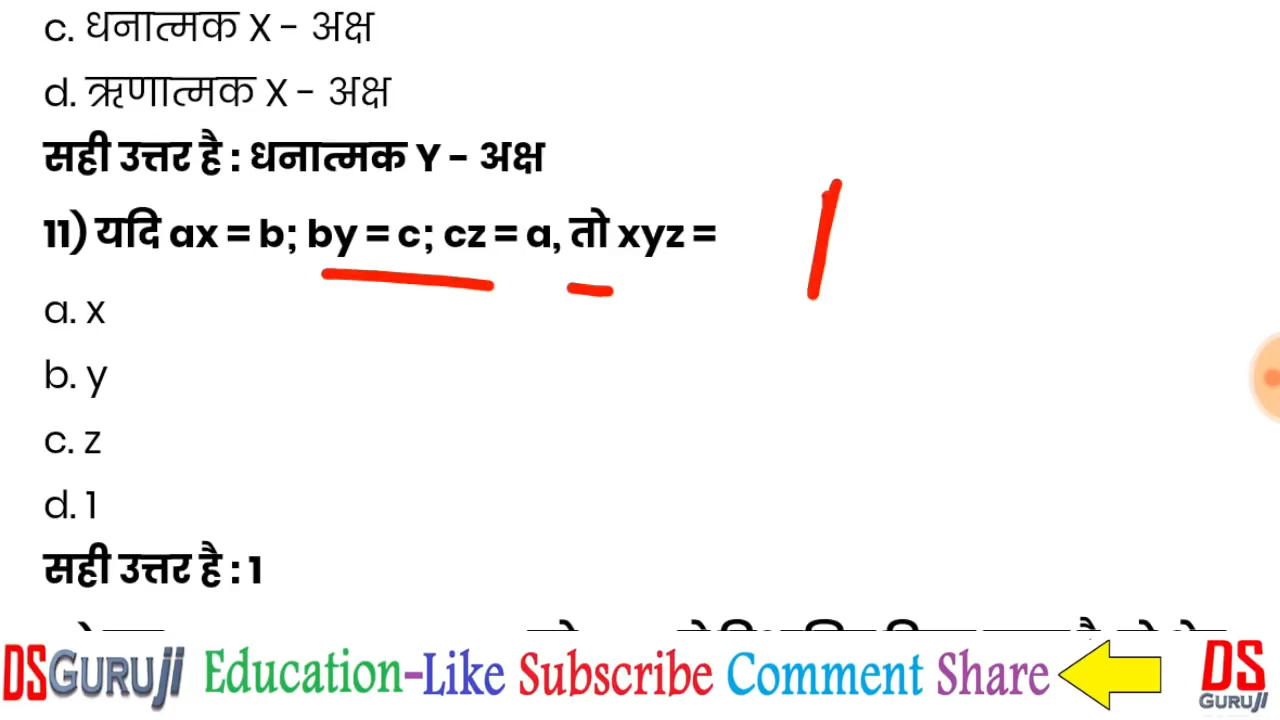 c. धनात्मक X - अक्ष
d. ऋणात्मक X - अक्ष
सही उत्तर है : धनात्मक Y - अक्ष
11) यदि ax = b; by = c; cz = a, तो xyz =
a. x
b. y
c. z
d. 1
सही उत्तर है : 1
DSGURUJI Education-Like Subscribe Comment Share DS GURUJI